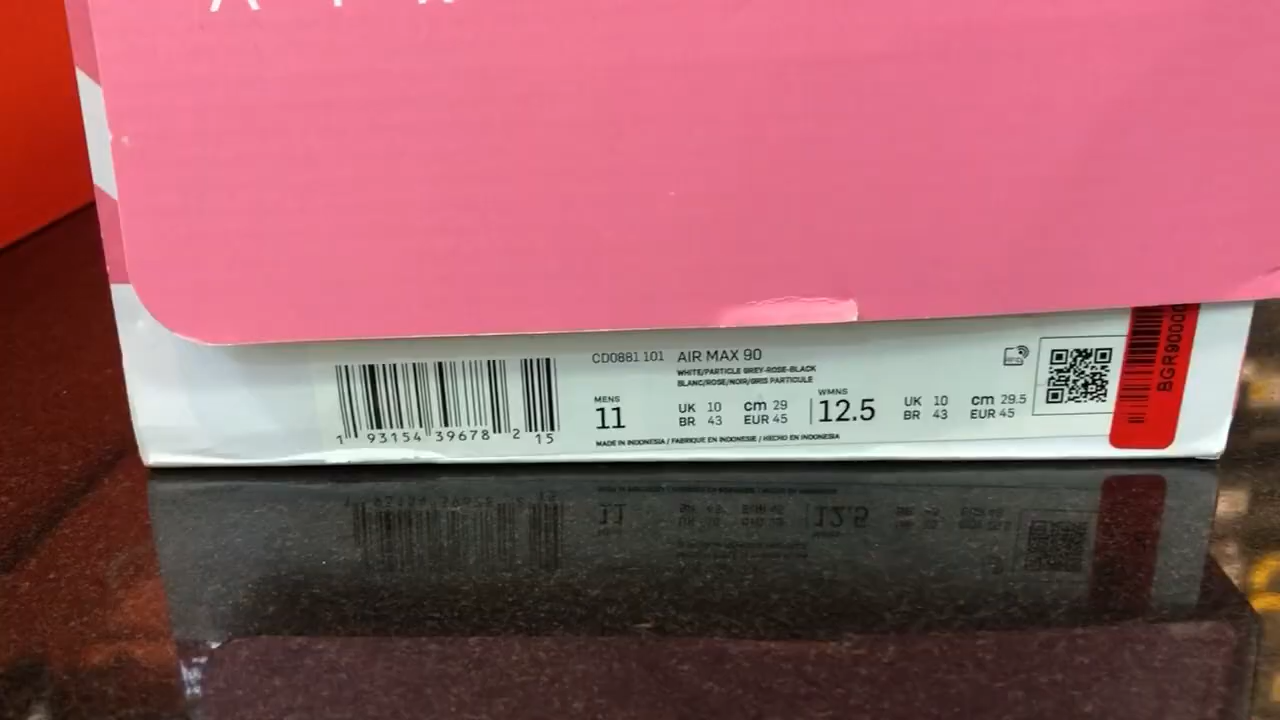 CD0881 101 AIR MAX 90
WHITE/PARTICLE GREY-ROSE-BLACK
BLANC/ROSE/NOIR/GRIS PARTICULE
MENS
11
UK 10 cm 29
BR 43 EUR 45
WMNS
12.5
UK 10 cm 29.5
BR 43 EUR 45
MADE IN INDONESIA / FABRIQUE EN INDONESIE / HECHO EN INDONESIA
1 93154 39678 2 15